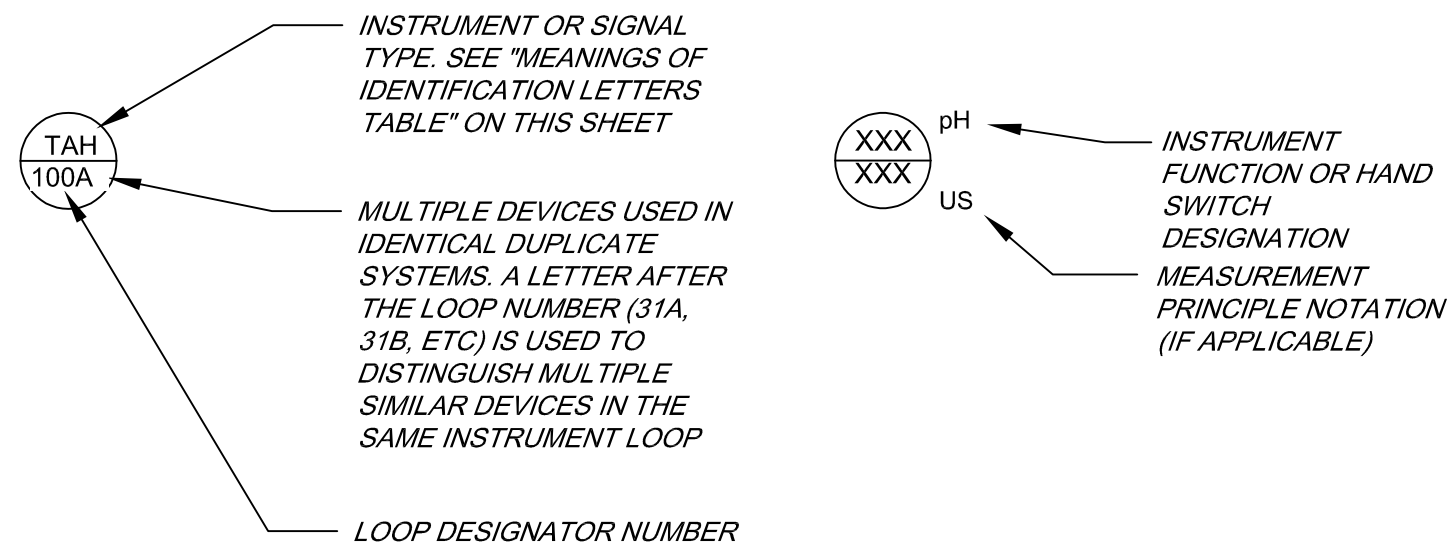 INSTRUMENT OR SIGNAL
TYPE. SEE "MEANINGS OF
IDENTIFICATION LETTERS
TABLE" ON THIS SHEET
TAH
100A
MULTIPLE DEVICES USED IN
IDENTICAL DUPLICATE
SYSTEMS. A LETTER AFTER
THE LOOP NUMBER (31A,
31B, ETC) IS USED TO
DISTINGUISH MULTIPLE
SIMILAR DEVICES IN THE
SAME INSTRUMENT LOOP
LOOP DESIGNATOR NUMBER
XXX
XXX
pH
US
INSTRUMENT
FUNCTION OR HAND
SWITCH
DESIGNATION
MEASUREMENT
PRINCIPLE NOTATION
(IF APPLICABLE)